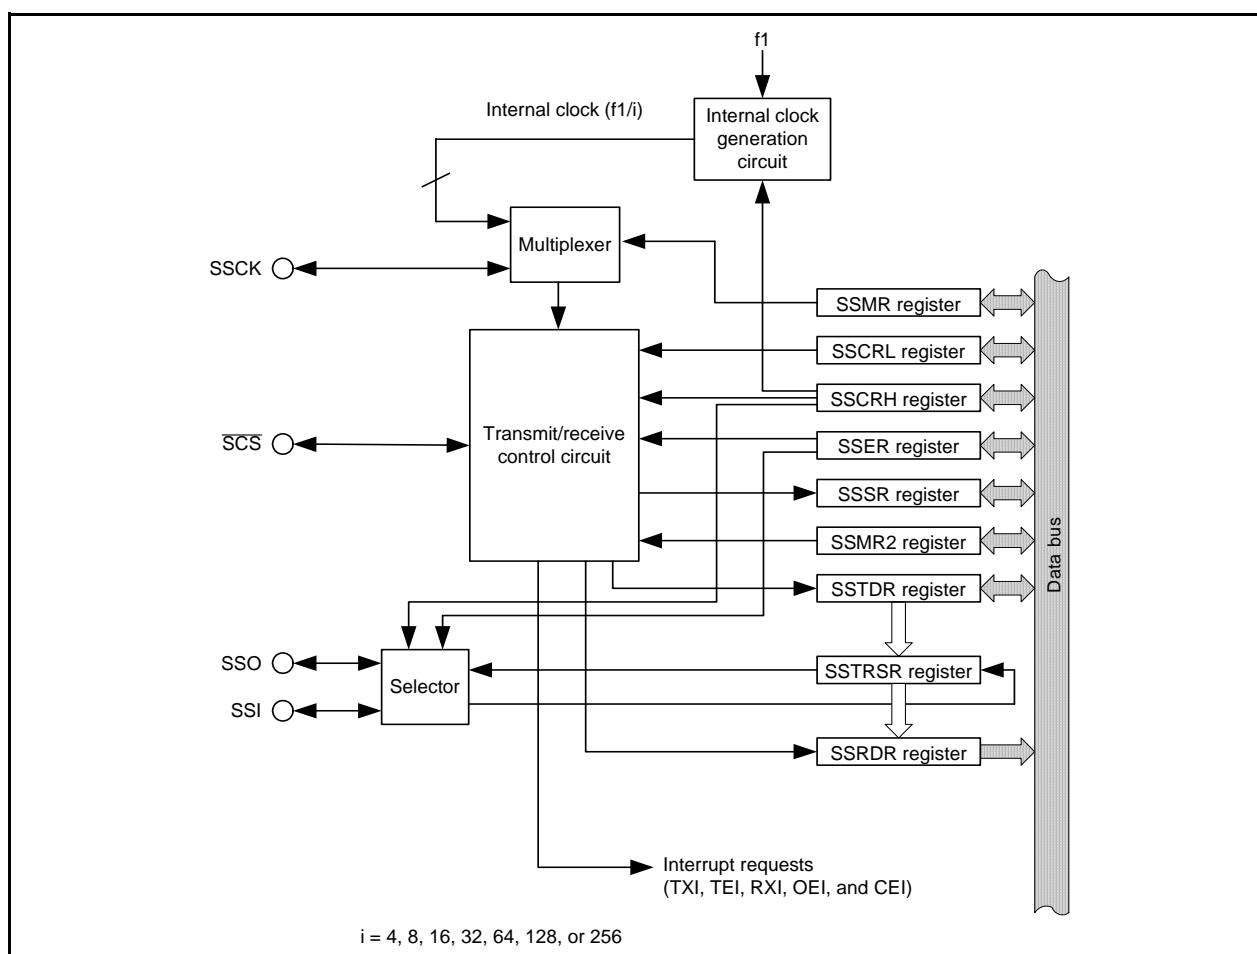 f1
Internal clock (f1/i)
Internal clock
generation
circuit
Multiplexer
SSCK
SSMR register
SSCRL register
SSCRH register
SCS
Transmit/receive
control circuit
SSER register
SSSR register
SSMR2 register
SSTDR register
Data bus
SSO
SSTRSR register
Selector
SSI
SSRDR register
Interrupt requests
(TXI, TEI, RXI, OEI, and CEI)
i = 4, 8, 16, 32, 64, 128, or 256